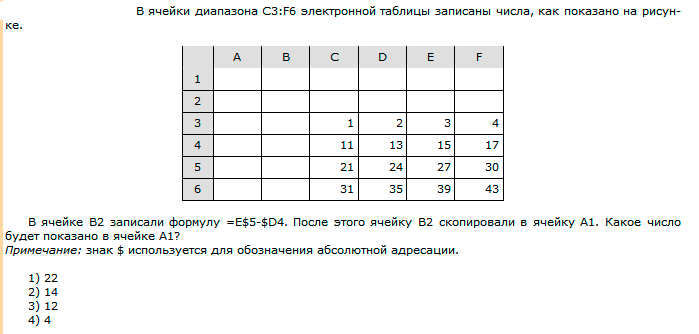 В ячейки диапазона C3:F6 электронной таблицы записаны числа, как показано на рисун-
ке.
A B C D E F
1
2
3 1 2 3 4
4 11 13 15 17
5 21 24 27 30
6 31 35 39 43
В ячейке B2 записали формулу =E$5-$D4. После этого ячейку B2 скопировали в ячейку A1. Какое число
будет показано в ячейке A1?
Примечание: знак $ используется для обозначения абсолютной адресации.
1) 22
2) 14
3) 12
4) 4